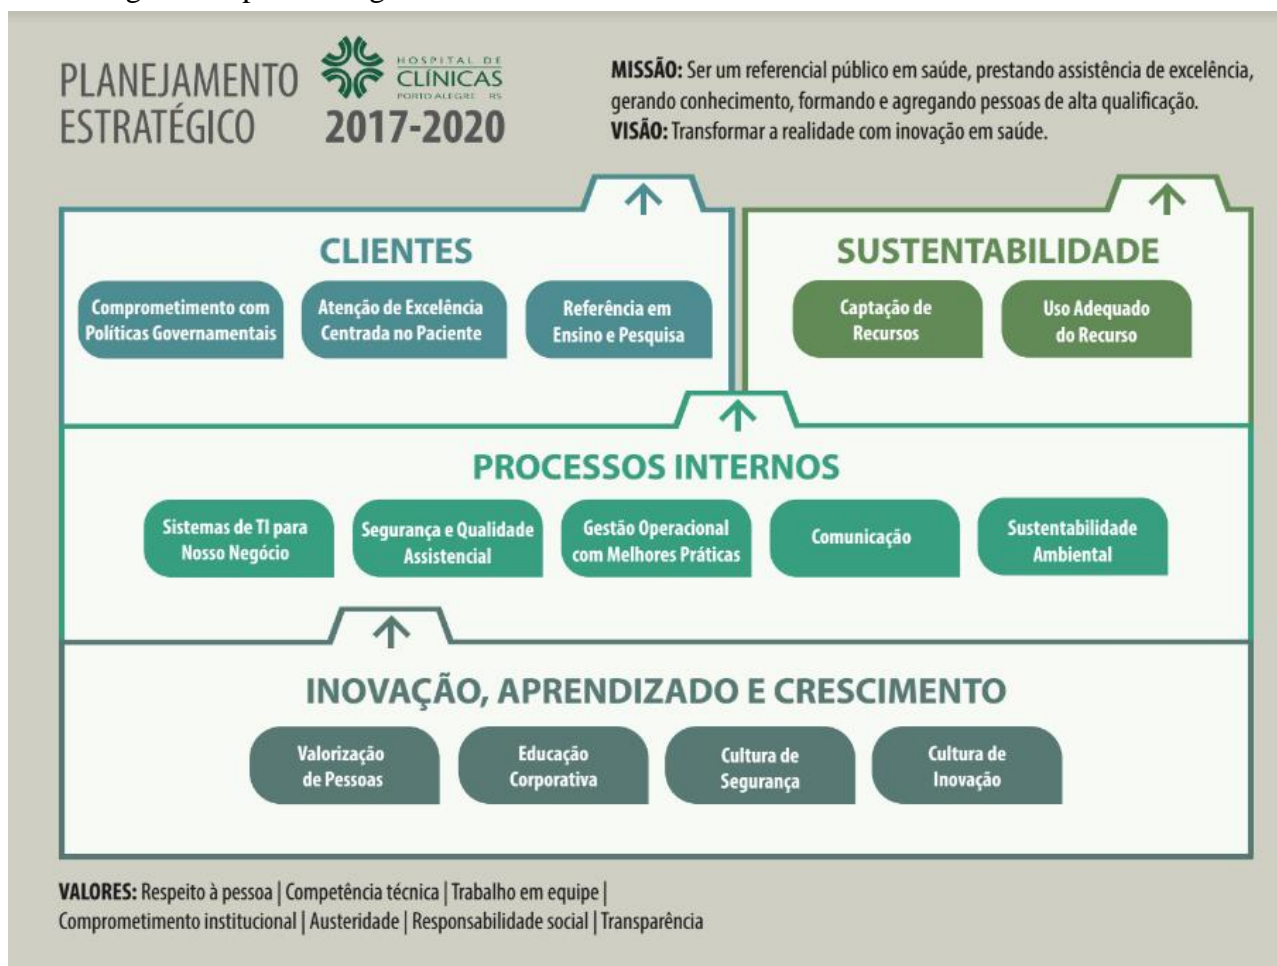 PLANEJAMENTO
ESTRATÉGICO
HOSPITAL DE
CLÍNICAS
PORTO ALEGRE RS
2017-2020
MISSÃO: Ser um referencial público em saúde, prestando assistência de excelência,
gerando conhecimento, formando e agregando pessoas de alta qualificação.
VISÃO: Transformar a realidade com inovação em saúde.
CLIENTES
Comprometimento com
Políticas Governamentais
Atenção de Excelência
Centrada no Paciente
Referência em
Ensino e Pesquisa
SUSTENTABILIDADE
Captação de
Recursos
Uso Adequado
do Recurso
PROCESSOS INTERNOS
Sistemas de TI para
Nosso Negócio
Segurança e Qualidade
Assistencial
Gestão Operacional
com Melhores Práticas
Comunicação
Sustentabilidade
Ambiental
INOVAÇÃO, APRENDIZADO E CRESCIMENTO
Valorização
de Pessoas
Educação
Corporativa
Cultura de
Segurança
Cultura de
Inovação
VALORES: Respeito à pessoa | Competência técnica | Trabalho em equipe |
Comprometimento institucional | Austeridade | Responsabilidade social | Transparência